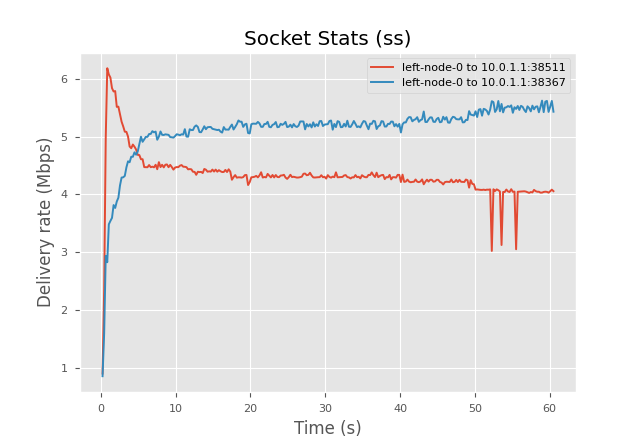 Socket Stats (ss)
left-node-0 to 10.0.1.1:38511
left-node-0 to 10.0.1.1:38367
Delivery rate (Mbps)
6
5
4
3
2
1
0 10 20 30 40 50 60
Time (s)